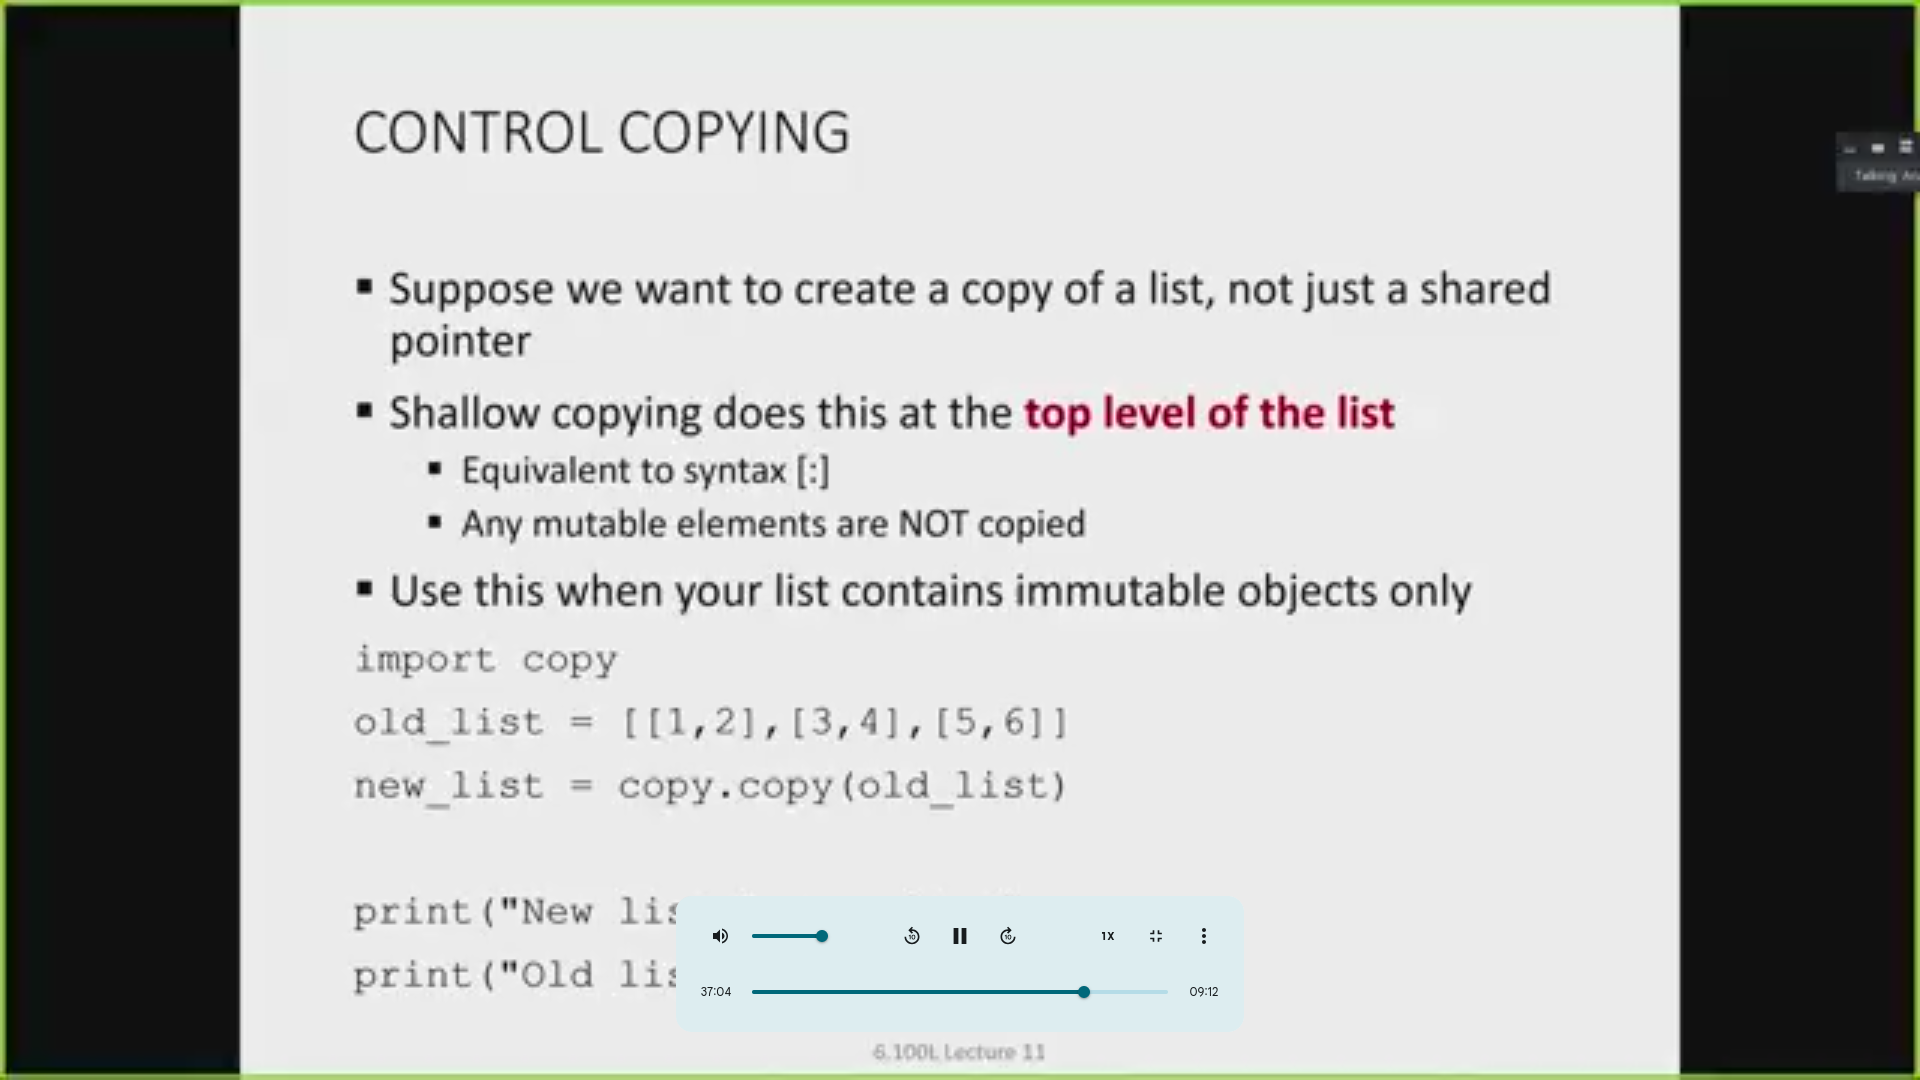 CONTROL COPYING
Talking: An
▪ Suppose we want to create a copy of a list, not just a shared
pointer
▪ Shallow copying does this at the top level of the list
▪ Equivalent to syntax [:]
▪ Any mutable elements are NOT copied
▪ Use this when your list contains immutable objects only
import copy
old_list = [[1,2],[3,4],[5,6]]
new_list = copy.copy(old_list)
print("New lis
print("Old lis
10
10
1X
37:04
09:12
6.100L Lecture 11